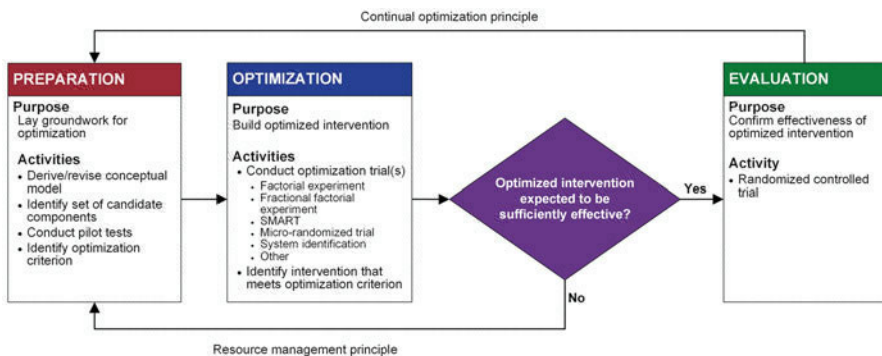 Continual optimization principle
PREPARATION
Purpose
Lay groundwork for
optimization
Activities
• Derive/revise conceptual
model
• Identify set of candidate
components
• Conduct pilot tests
• Identify optimization
criterion
OPTIMIZATION
Purpose
Build optimized intervention
Activities
• Conduct optimization trial(s)
• Factorial experiment
• Fractional factorial
experiment
• SMART
• Micro-randomized trial
• System identification
• Other
• Identify intervention that
meets optimization criterion
Optimized intervention
expected to be
sufficiently effective?
Yes
No
EVALUATION
Purpose
Confirm effectiveness of
optimized intervention
Activity
• Randomized controlled
trial
Resource management principle